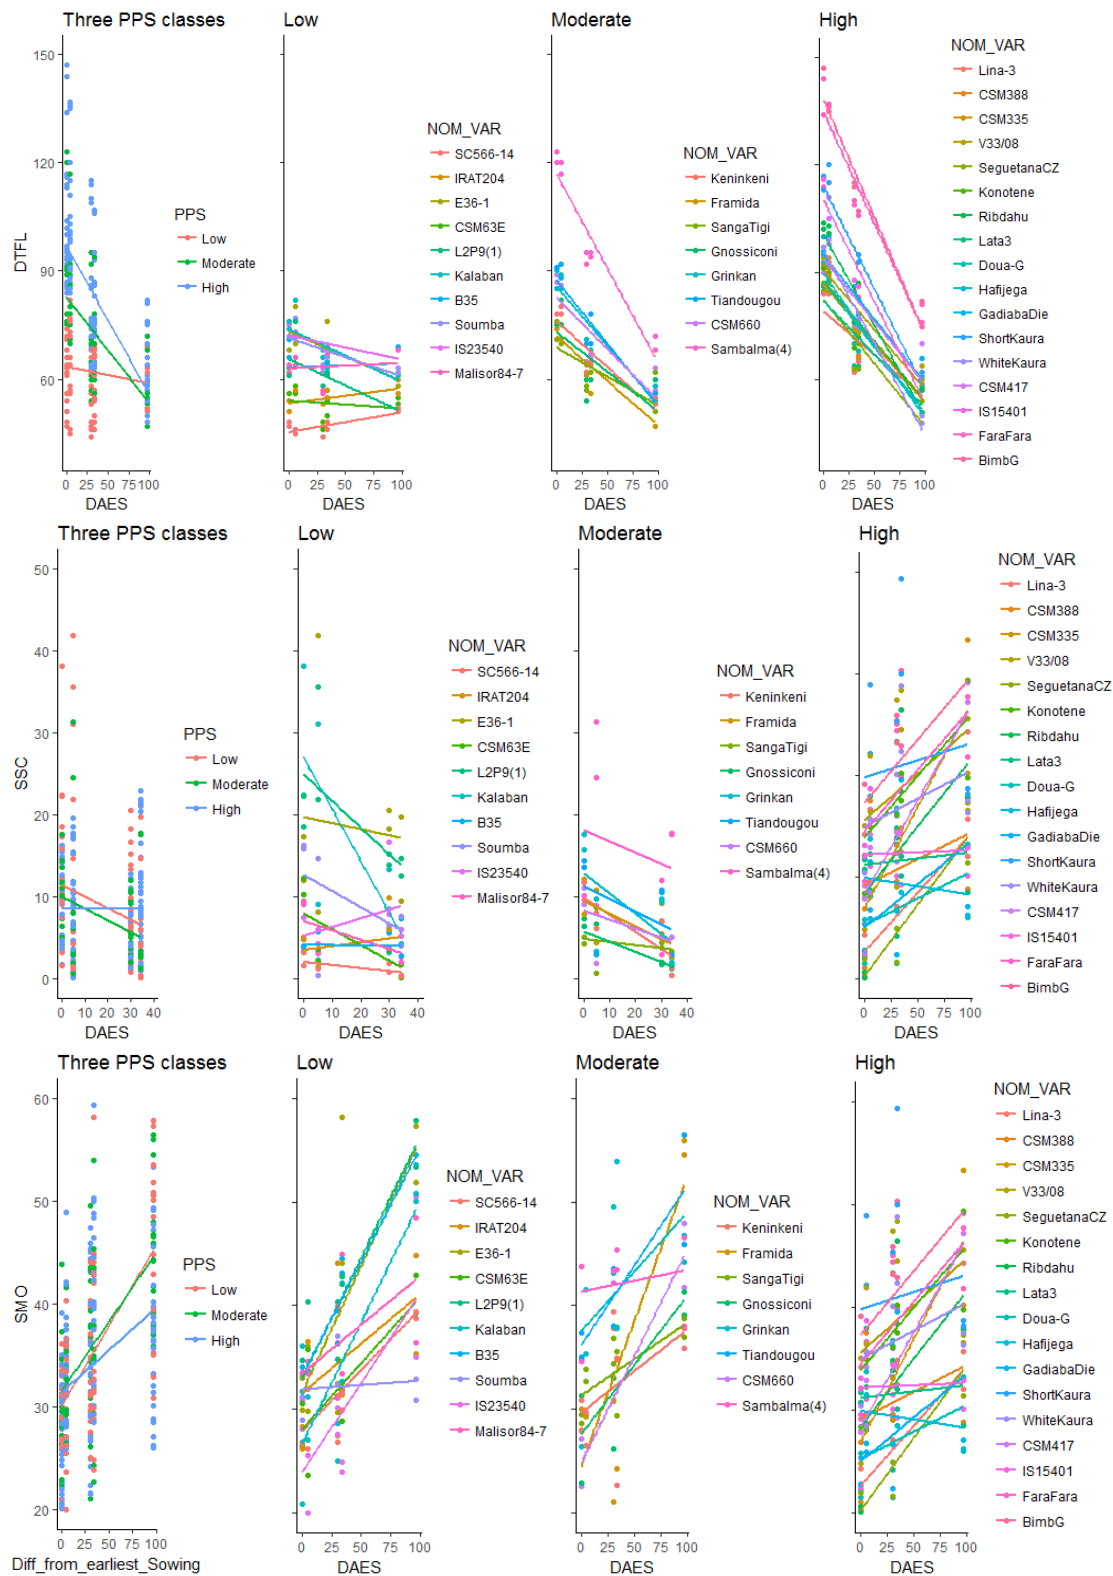 Three PPS classes
Low
Moderate
High
DTFL
150
120
90
60
0 25 50 75 100
DAES
PPS
Low
Moderate
High
0 25 50 75 100
DAES
NOM_VAR
SC566-14
IRAT204
E36-1
CSM63E
L2P9(1)
Kalaban
B35
Soumba
IS23540
Malisor84-7
0 25 50 75 100
DAES
NOM_VAR
Keninkeni
Framida
SangaTigi
Gnossiconi
Grinkan
Tiandougou
CSM660
Sambalma(4)
0 25 50 75 100
DAES
NOM_VAR
Lina-3
CSM388
CSM335
V33/08
SeguetanaCZ
Konotene
Ribdahu
Lata3
Doua-G
Hafijega
GadiabaDie
ShortKaura
WhiteKaura
CSM417
IS15401
FaraFara
BimbG
Three PPS classes
Low
Moderate
High
SSC
50
40
30
20
10
0
0 10 20 30 40
DAES
PPS
Low
Moderate
High
0 10 20 30 40
DAES
NOM_VAR
SC566-14
IRAT204
E36-1
CSM63E
L2P9(1)
Kalaban
B35
Soumba
IS23540
Malisor84-7
0 10 20 30 40
DAES
NOM_VAR
Keninkeni
Framida
SangaTigi
Gnossiconi
Grinkan
Tiandougou
CSM660
Sambalma(4)
0 25 50 75 100
DAES
NOM_VAR
Lina-3
CSM388
CSM335
V33/08
SeguetanaCZ
Konotene
Ribdahu
Lata3
Doua-G
Hafijega
GadiabaDie
ShortKaura
WhiteKaura
CSM417
IS15401
FaraFara
BimbG
Three PPS classes
Low
Moderate
High
SMO
60
50
40
30
20
0 25 50 75 100
Diff_from_earliest_Sowing
PPS
Low
Moderate
High
0 25 50 75 100
DAES
NOM_VAR
SC566-14
IRAT204
E36-1
CSM63E
L2P9(1)
Kalaban
B35
Soumba
IS23540
Malisor84-7
0 25 50 75 100
DAES
NOM_VAR
Keninkeni
Framida
SangaTigi
Gnossiconi
Grinkan
Tiandougou
CSM660
Sambalma(4)
0 25 50 75 100
DAES
NOM_VAR
Lina-3
CSM388
CSM335
V33/08
SeguetanaCZ
Konotene
Ribdahu
Lata3
Doua-G
Hafijega
GadiabaDie
ShortKaura
WhiteKaura
CSM417
IS15401
FaraFara
BimbG